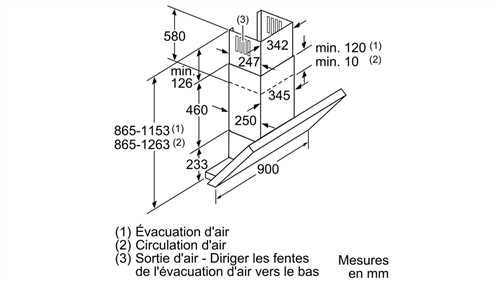 (3)
580
342
min. 120 (1)
247
min. 10 (2)
min.
126
345
460
250
865-1153 (1)
865-1263 (2)
233
900
(1) Évacuation d'air
(2) Circulation d'air
(3) Sortie d'air - Diriger les fentes
de l'évacuation d'air vers le bas
Mesures
en mm